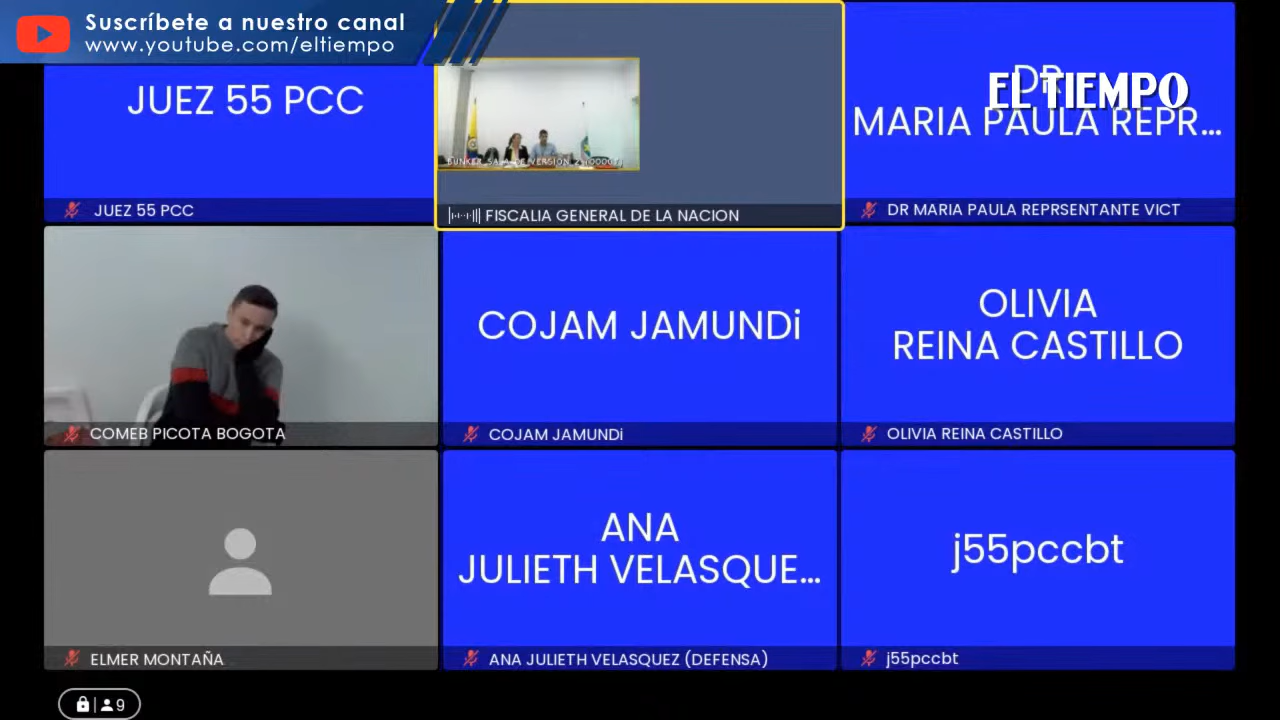 Suscríbete a nuestro canal
www.youtube.com/eltiempo
JUEZ 55 PCC
JUEZ 55 PCC
FISCALIA GENERAL DE LA NACION
DR
EL TIEMPO
MARIA PAULA REPR...
DR MARIA PAULA REPRSENTANTE VICT
COMEB PICOTA BOGOTA
COJAM JAMUNDi
COJAM JAMUNDi
OLIVIA
REINA CASTILLO
OLIVIA REINA CASTILLO
ELMER MONTAÑA
ANA
JULIETH VELASQUE...
ANA JULIETH VELASQUEZ (DEFENSA)
j55pccbt
j55pccbt
9